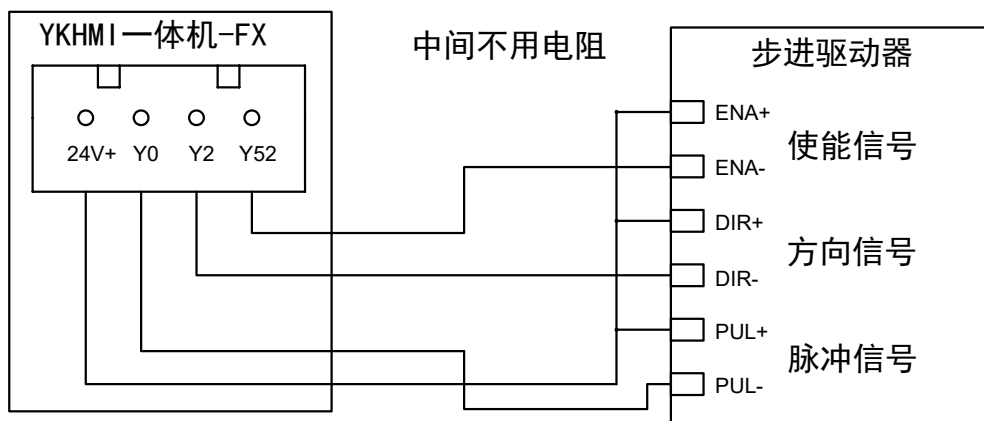 YKHMI一体机-FX
24V+ Y0 Y2 Y52
中间不用电阻
步进驱动器
ENA+
使能信号
ENA-
DIR+
方向信号
DIR-
PUL+
脉冲信号
PUL-